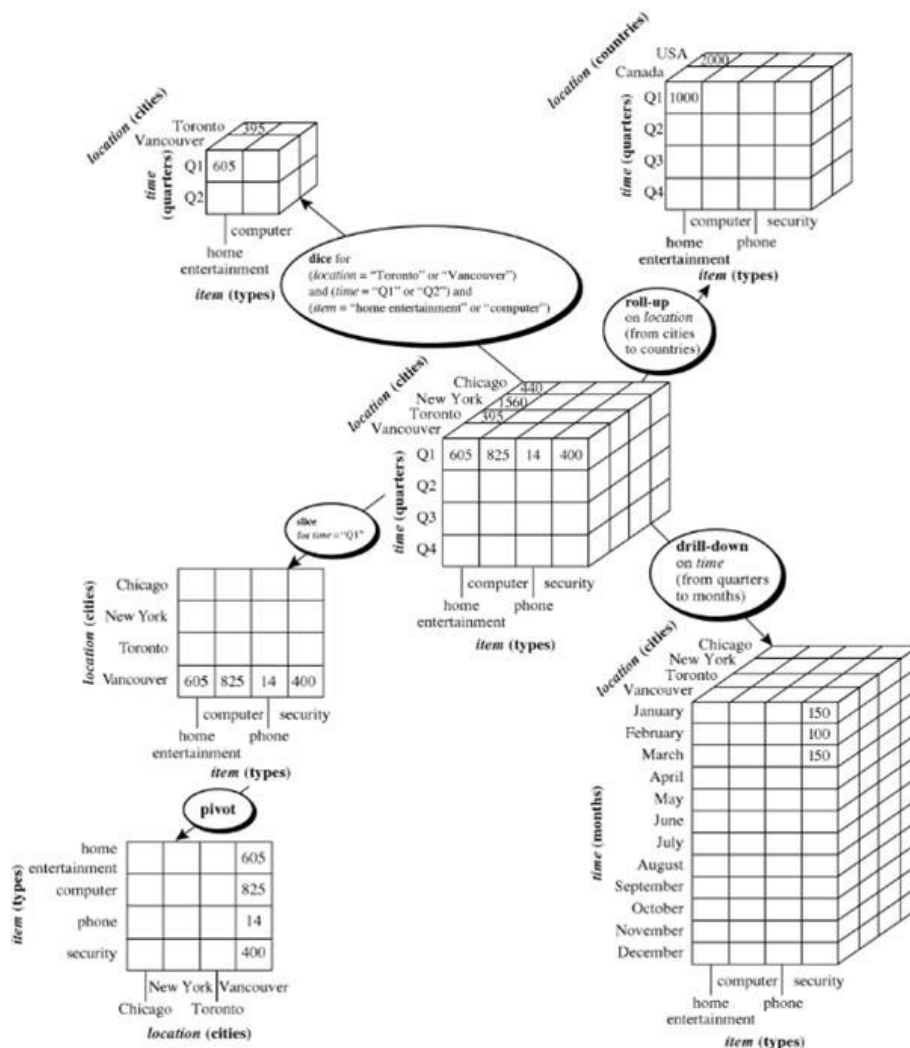 location (cities)
Toronto
Vancouver
395
Q1
605
Q2
time
(quarters)
computer
home
entertainment
item (types)
location (countries)
USA
2000
Canada
Q1
1000
Q2
Q3
Q4
time (quarters)
computer
security
home
phone
entertainment
item (types)
dice for
(location = “Toronto” or “Vancouver”)
and (time = “Q1” or “Q2”) and
(item = “home entertainment” or “computer”)
roll-up
on location
(from cities
to countries)
location (cities)
Chicago
440
New York
1560
Toronto
395
Vancouver
Q1
605 825 14 400
Q2
Q3
Q4
time (quarters)
computer
security
home
phone
entertainment
item (types)
slice
for time = “Q1”
drill-down
on time
(from quarters
to months)
location (cities)
Chicago
New York
Toronto
Vancouver
605 825 14 400
computer
security
home
phone
entertainment
item (types)
pivot
item (types)
home
entertainment
605
computer
825
phone
14
security
400
New York Vancouver
Chicago Toronto
location (cities)
location (cities)
Chicago
New York
Toronto
Vancouver
time (months)
January
150
February
100
March
150
April
May
June
July
August
September
October
November
December
computer
security
home
phone
entertainment
item (types)